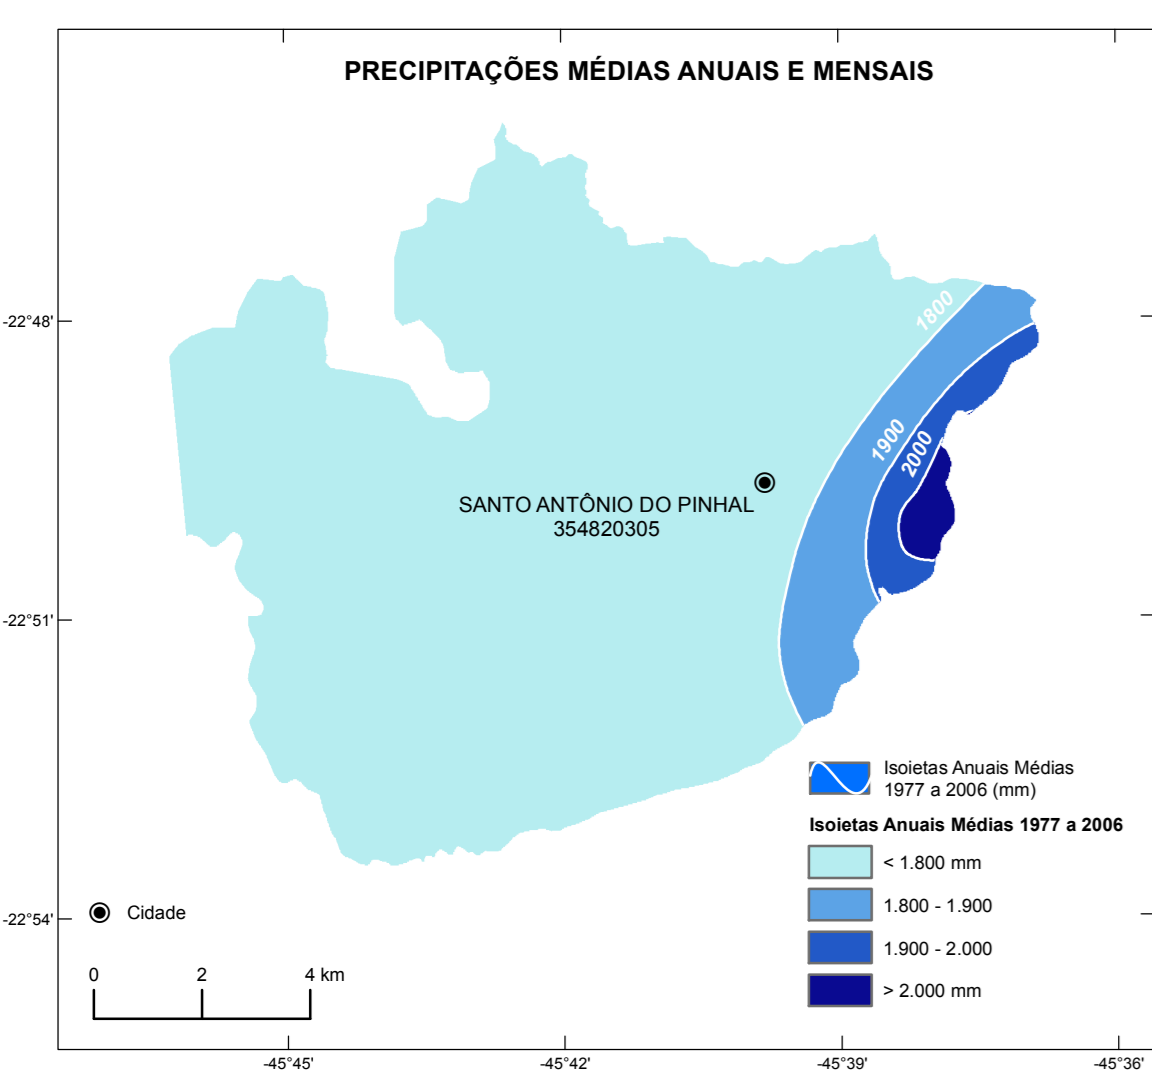 PRECIPITAÇÕES MÉDIAS ANUAIS E MENSAIS
1800
-22°48'
1900
2000
SANTO ANTÔNIO DO PINHAL
354820305
-22°51'
Isoietas Anuais Médias
1977 a 2006 (mm)
Isoietas Anuais Médias 1977 a 2006
< 1.800 mm
1.800 - 1.900
1.900 - 2.000
> 2.000 mm
-22°54'
Cidade
0 2 4 km
-45°45' -45°42' -45°39' -45°36'